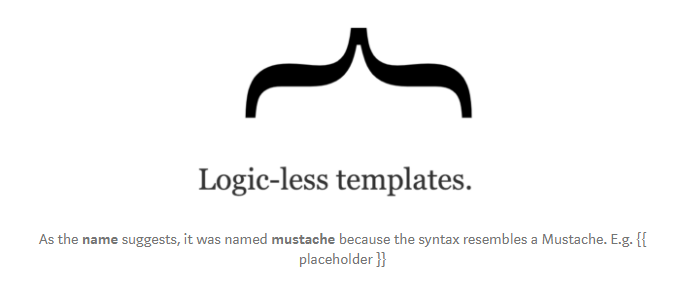 Logic-less templates.
As the name suggests, it was named mustache because the syntax resembles a Mustache. E.g. {{
placeholder }}